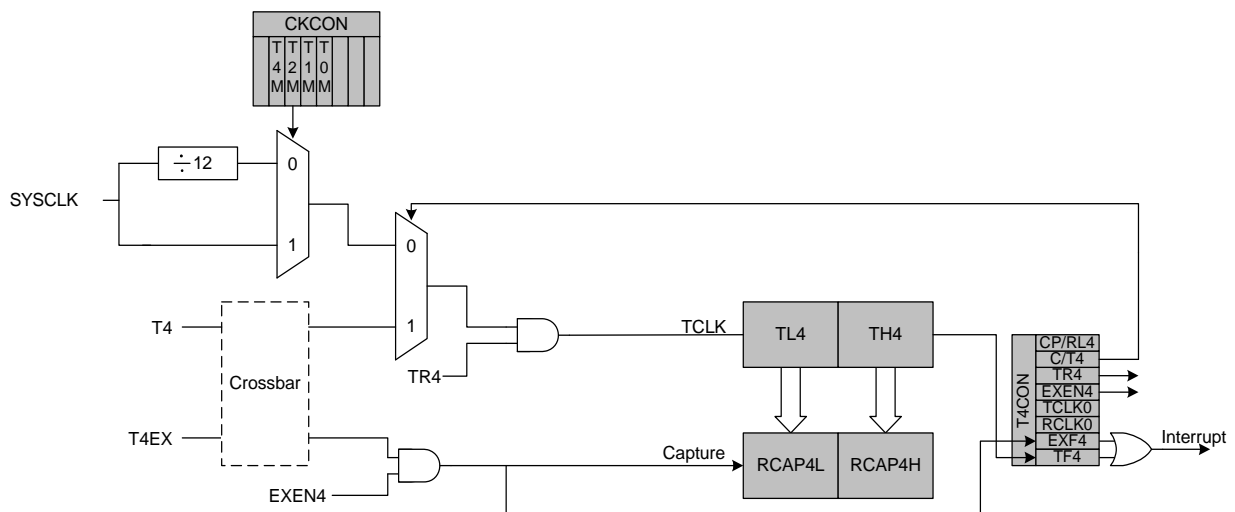 CKCON
T4M
T2M
T1M
T0M
÷12
0
SYSCLK
1
0
T4
1
TCLK
TL4
TH4
TR4
Crossbar
T4EX
EXEN4
Capture
RCAP4L
RCAP4H
T4CON
CP/RL4
C/T4
TR4
EXEN4
TCLK0
RCLK0
EXF4
TF4
Interrupt